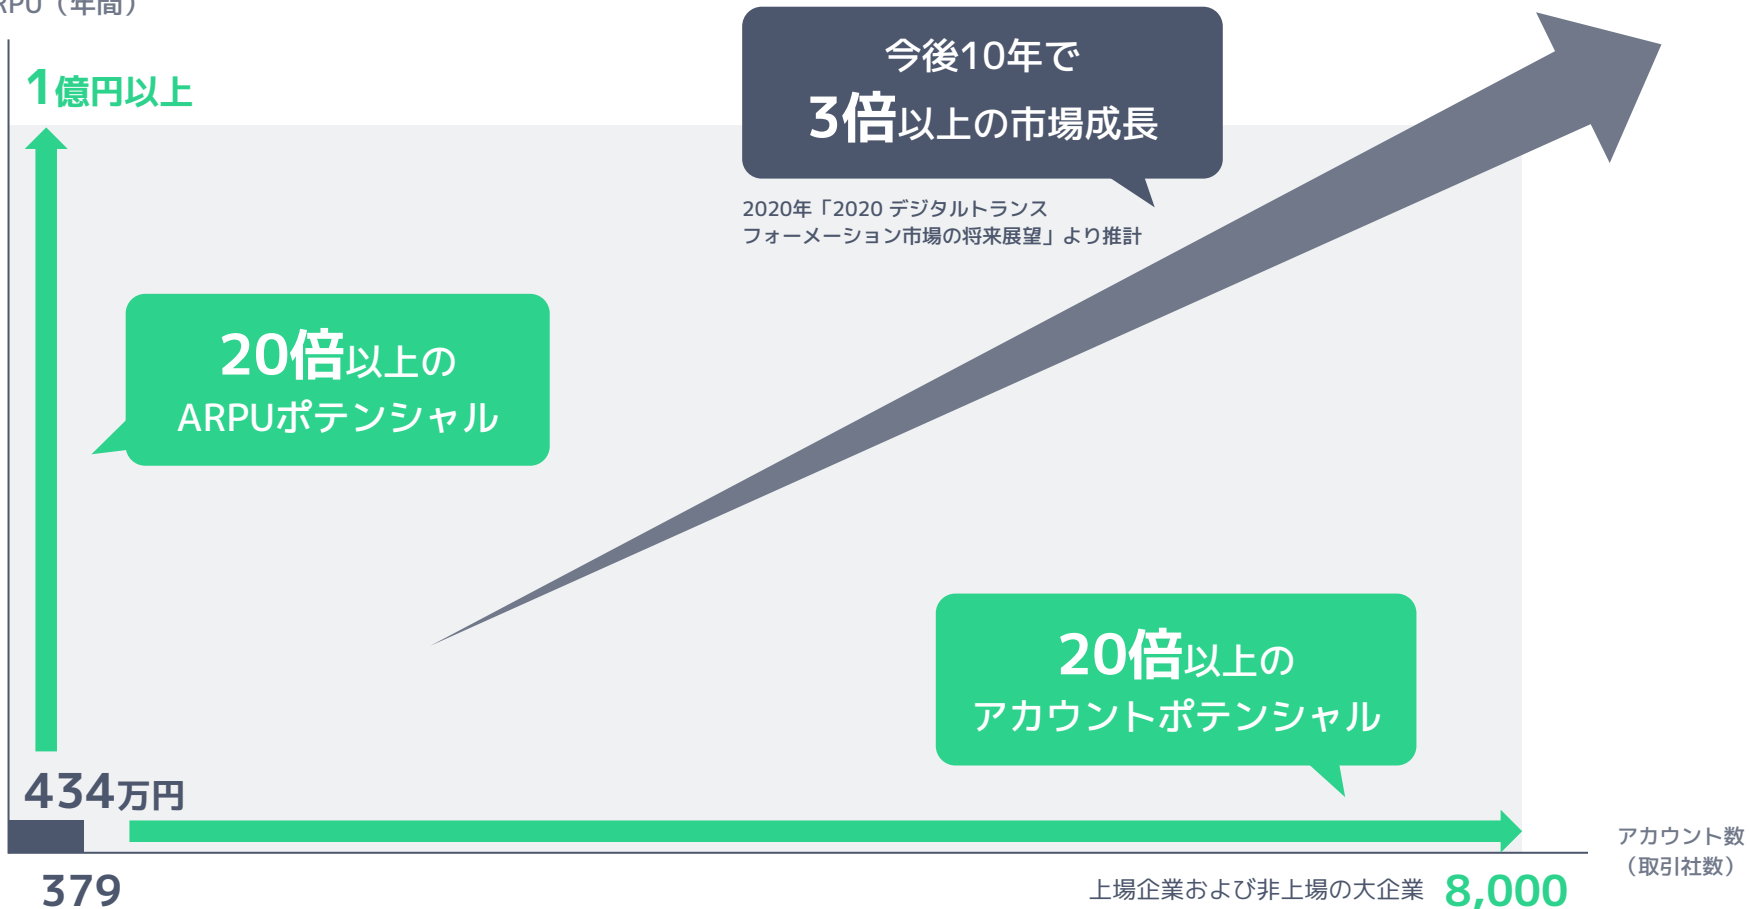 RPU（年間）
1億円以上
今後10年で
3倍以上の市場成長
2020年「2020 デジタルトランス
フォーメーション市場の将来展望」より推計
20倍以上の
ARPUポテンシャル
20倍以上の
アカウントポテンシャル
434万円
アカウント数
（取引社数）
379
上場企業および非上場の大企業 8,000